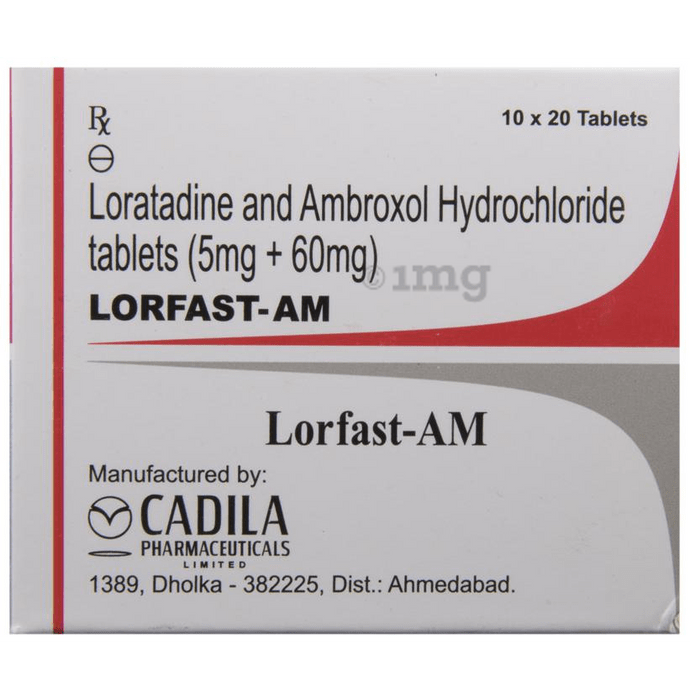 ℞
10 x 20 Tablets
Loratadine and Ambroxol Hydrochloride
tablets (5mg + 60mg)
©1mg
LORFAST-AM
Lorfast-AM
Manufactured by:
CADILA
PHARMACEUTICALS
LIMITED
1389, Dholka - 382225, Dist.: Ahmedabad.